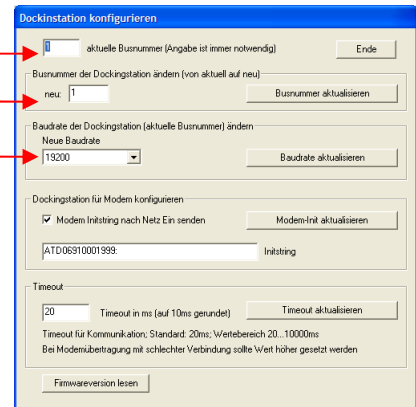 Dockinstation konfigurieren
1 aktuelle Busnummer (Angabe ist immer notwendig) Ende
Busnummer der Dockingstation ändern (von aktuell auf neu)
neu: 1 Busnummer aktualisieren
Baudrate der Dockingstation (aktuelle Busnummer) ändern
Neue Baudrate
19200 Baudrate aktualisieren
Dockingstation für Modem konfigurieren
Modem Initstring nach Netz Ein senden Modem-Init aktualisieren
ATD06910001999: Initstring
Timeout
20 Timeout in ms (auf 10ms gerundet) Timeout aktualisieren
Timeout für Kommunikation; Standard: 20ms; Wertebereich 20...10000ms
Bei Modemübertragung mit schlechter Verbindung sollte Wert höher gesetzt werden
Firmwareversion lesen